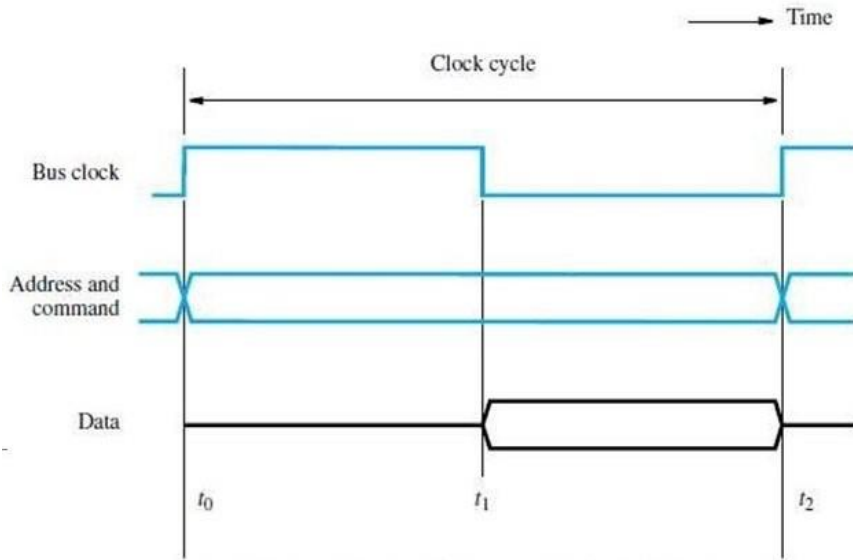 Time
Clock cycle
Bus clock
Address and
command
Data
t0 t1 t2